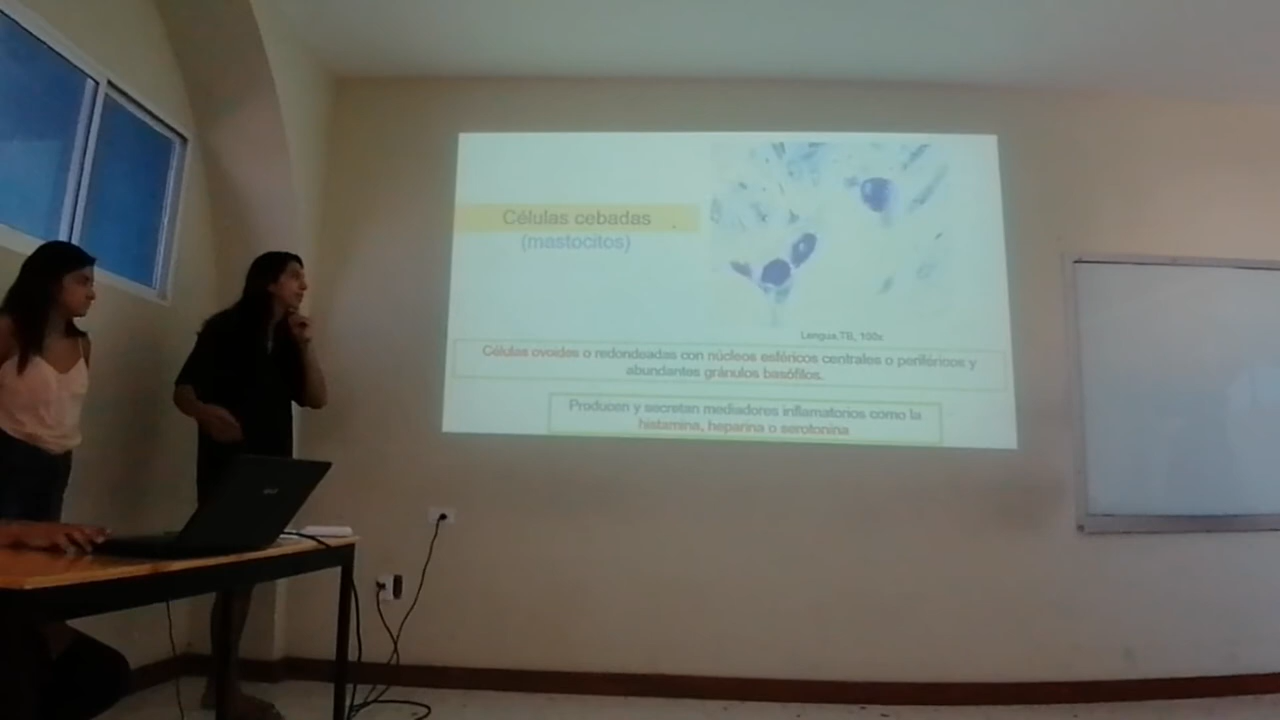 Células cebadas
(mastocitos)
Lengua,TB, 100x
Células ovoides o redondeadas con núcleos esféricos centrales o periféricos y
abundantes gránulos basófilos.
Producen y secretan mediadores inflamatorios como la
histamina, heparina o serotonina